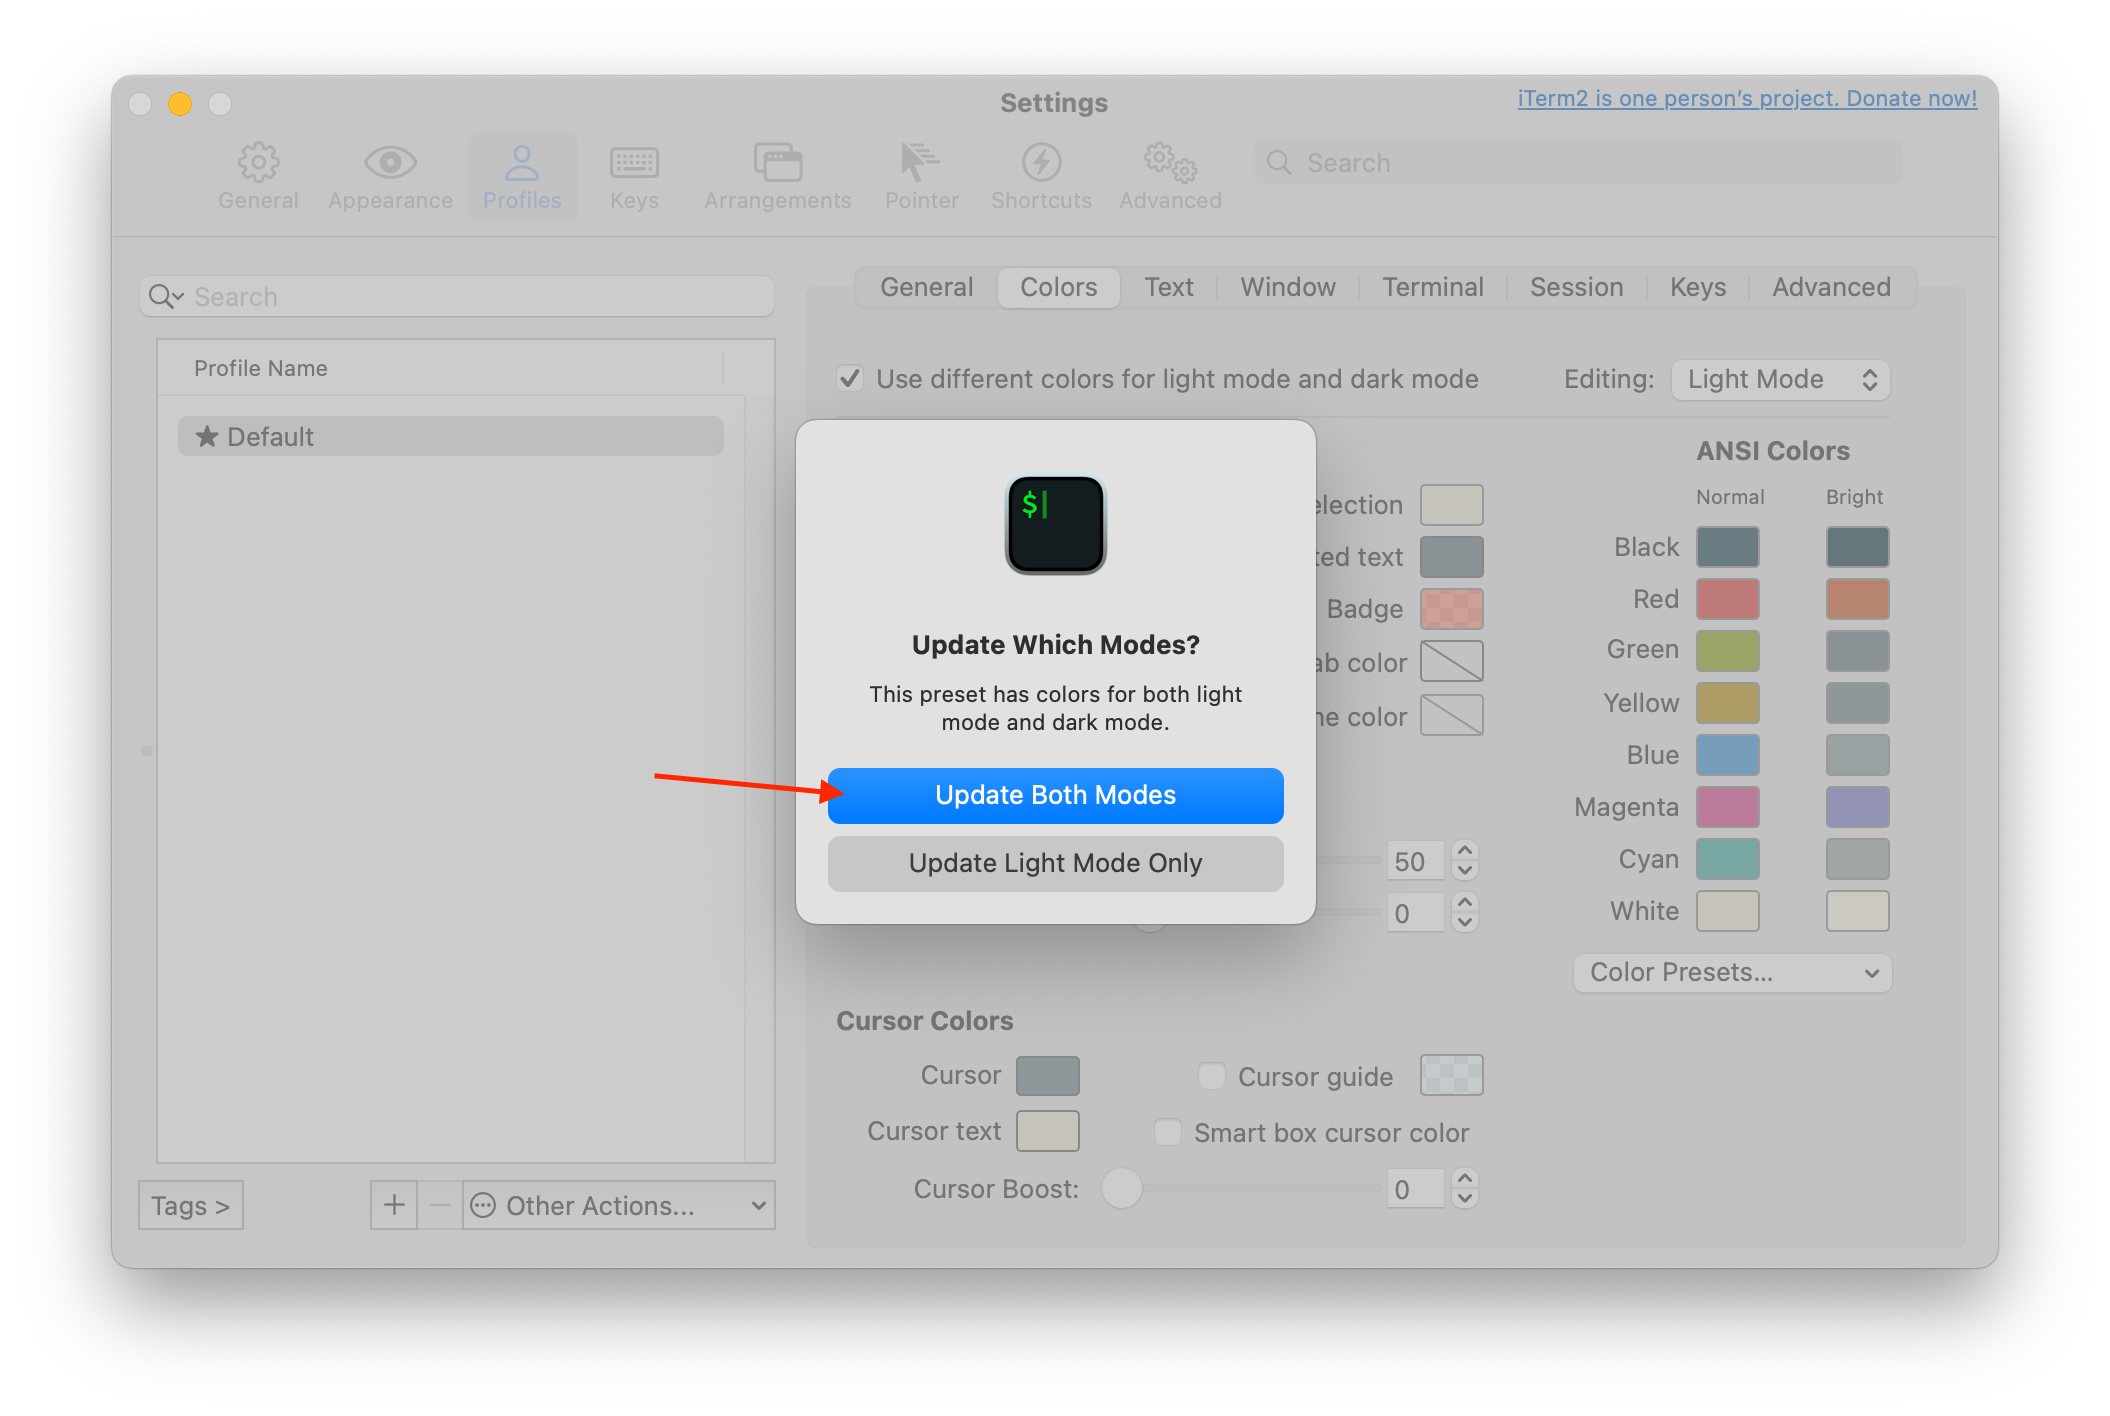 Settings
iTerm2 is one person's project. Donate now!
General
Appearance
Profiles
Keys
Arrangements
Pointer
Shortcuts
Advanced
Search
Search
Profile Name
★ Default
Tags >
+
−
Other Actions...
General
Colors
Text
Window
Terminal
Session
Keys
Advanced
Use different colors for light mode and dark mode
Editing:
Light Mode
$
Update Which Modes?
This preset has colors for both light
mode and dark mode.
Update Both Modes
Update Light Mode Only
Badge
color
color
text
50
0
ANSI Colors
Normal
Bright
Black
Red
Green
Yellow
Blue
Magenta
Cyan
White
Color Presets...
Cursor Colors
Cursor
Cursor guide
Cursor text
Smart box cursor color
Cursor Boost:
0